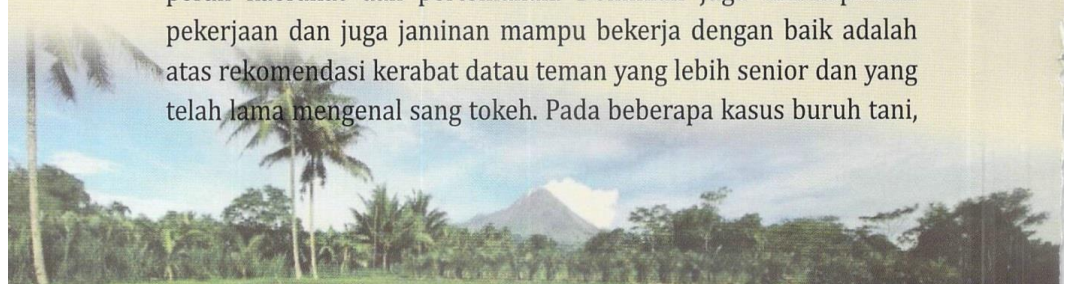 pekerjaan dan juga jaminan mampu bekerja dengan baik adalah
atas rekomendasi kerabat datau teman yang lebih senior dan yang
telah lama mengenal sang tokeh. Pada beberapa kasus buruh tani,